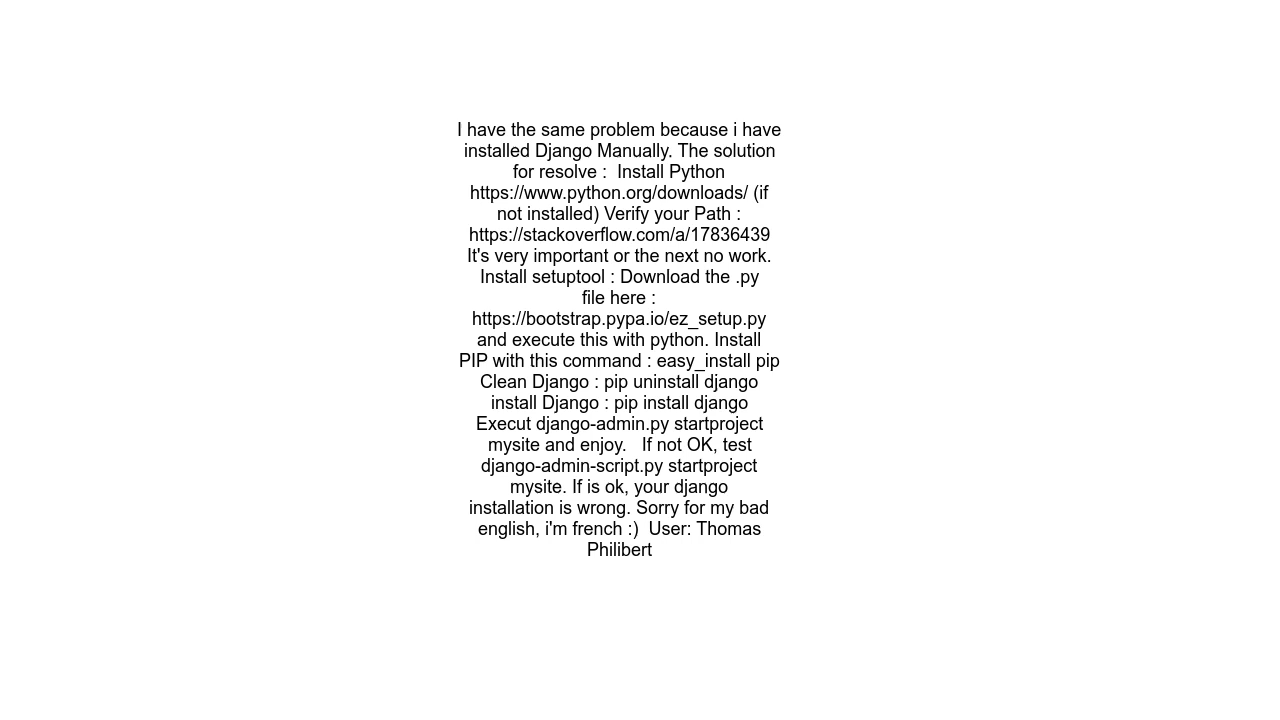 I have the same problem because i have
installed Django Manually. The solution
for resolve :  Install Python
https://www.python.org/downloads/ (if
not installed) Verify your Path :
https://stackoverflow.com/a/17836439
It's very important or the next no work.
Install setuptool : Download the .py
file here :
https://bootstrap.pypa.io/ez_setup.py
and execute this with python. Install
PIP with this command : easy_install pip
Clean Django : pip uninstall django
install Django : pip install django
Execut django-admin.py startproject
mysite and enjoy.   If not OK, test
django-admin-script.py startproject
mysite. If is ok, your django
installation is wrong. Sorry for my bad
english, i'm french :)  User: Thomas
Philibert